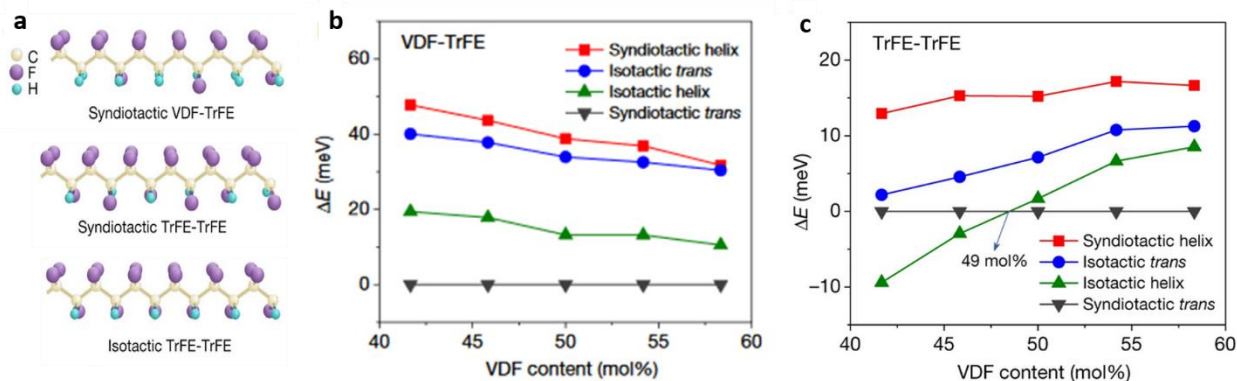 a
C
F
H
Syndiotactic VDF-TrFE
Syndiotactic TrFE-TrFE
Isotactic TrFE-TrFE
b
VDF-TrFE
Syndiotactic helix
Isotactic trans
Isotactic helix
Syndiotactic trans
60
40
20
0
ΔE (meV)
40 45 50 55 60
VDF content (mol%)
c
TrFE-TrFE
20
10
0
−10
ΔE (meV)
49 mol%
Syndiotactic helix
Isotactic trans
Isotactic helix
Syndiotactic trans
40 45 50 55 60
VDF content (mol%)